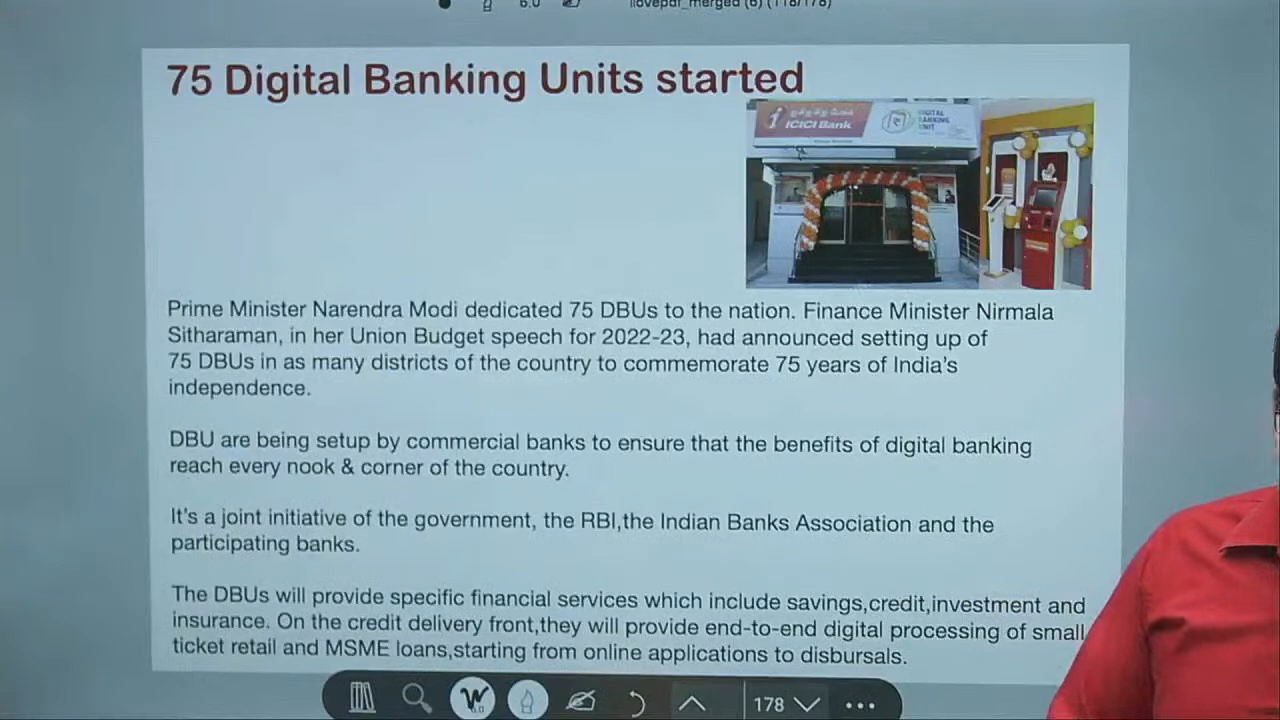 6.0
ilovepdf_merged (6) (118/178)
75 Digital Banking Units started
ICICI Bank
DIGITAL
BANKING
UNIT
Prime Minister Narendra Modi dedicated 75 DBUs to the nation. Finance Minister Nirmala
Sitharaman, in her Union Budget speech for 2022-23, had announced setting up of
75 DBUs in as many districts of the country to commemorate 75 years of India's
independence.
DBU are being setup by commercial banks to ensure that the benefits of digital banking
reach every nook & corner of the country.
It's a joint initiative of the government, the RBI,the Indian Banks Association and the
participating banks.
The DBUs will provide specific financial services which include savings,credit,investment and
insurance. On the credit delivery front,they will provide end-to-end digital processing of small
ticket retail and MSME loans,starting from online applications to disbursals.
W
6.0
178